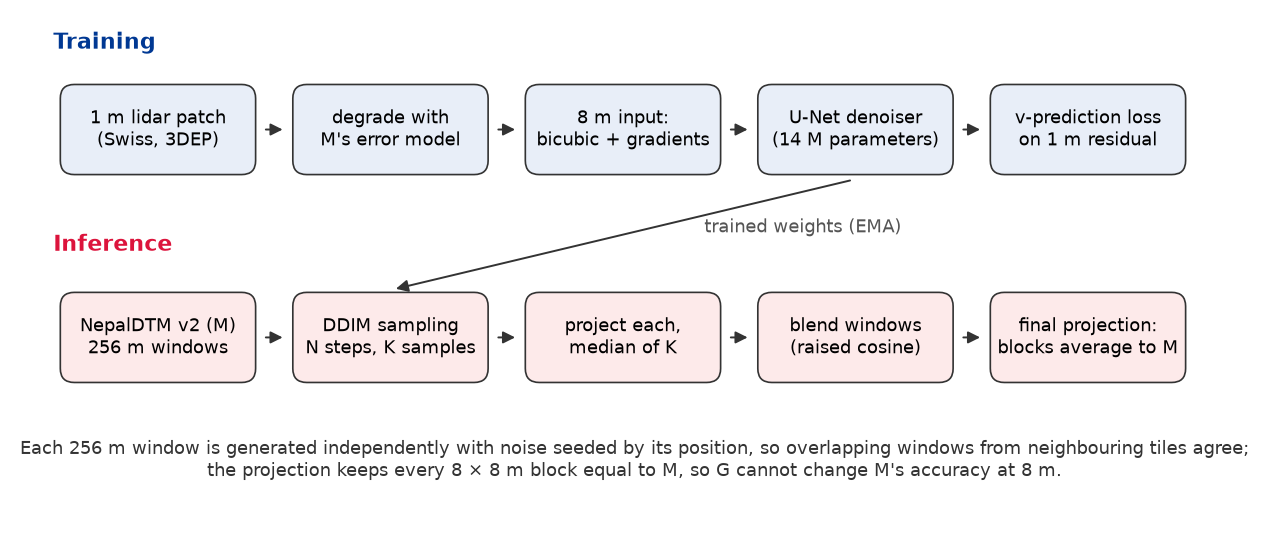 Training
1 m lidar patch
(Swiss, 3DEP)
degrade with
M's error model
8 m input:
bicubic + gradients
U-Net denoiser
(14 M parameters)
v-prediction loss
on 1 m residual
trained weights (EMA)
Inference
NepalDTM v2 (M)
256 m windows
DDIM sampling
N steps, K samples
project each,
median of K
blend windows
(raised cosine)
final projection:
blocks average to M
Each 256 m window is generated independently with noise seeded by its position, so overlapping windows from neighbouring tiles agree;
the projection keeps every 8 × 8 m block equal to M, so G cannot change M's accuracy at 8 m.